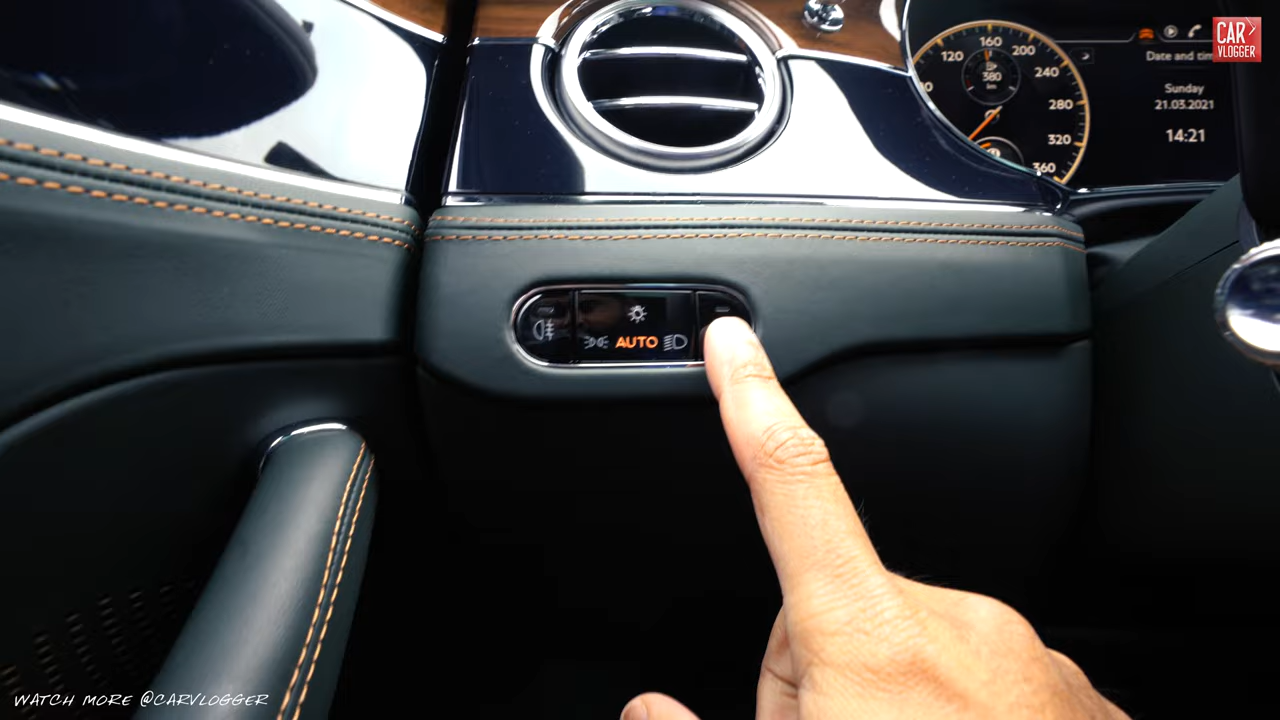 CAR
VLOGGER
120
160
200
240
280
320
360
380
km
Date and tim
Sunday
21.03.2021
14:21
AUTO
WATCH MORE @CARVLOGGER